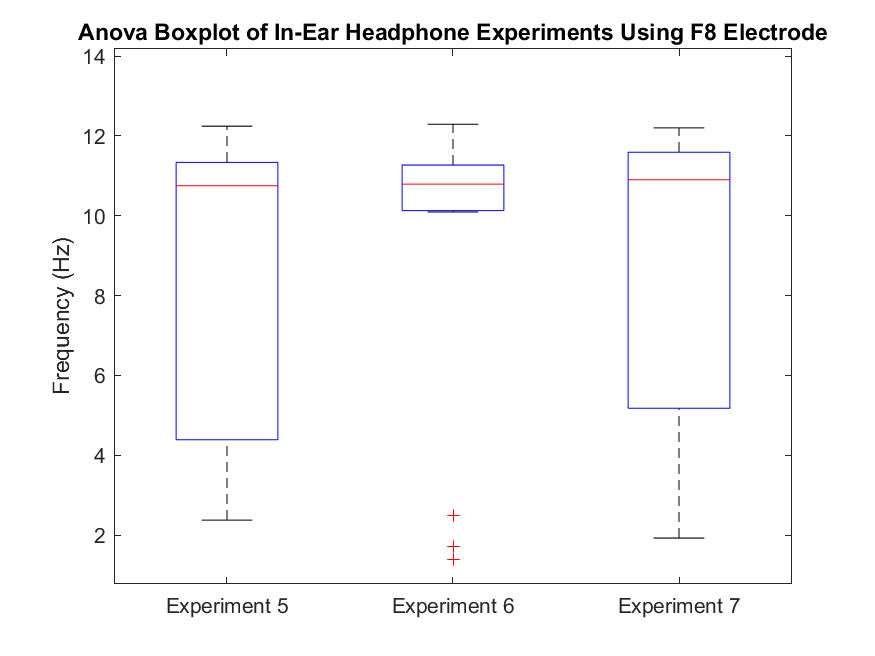 Anova Boxplot of In-Ear Headphone Experiments Using F8 Electrode
14
12
10
8
6
4
2
Frequency (Hz)
Experiment 5
Experiment 6
Experiment 7